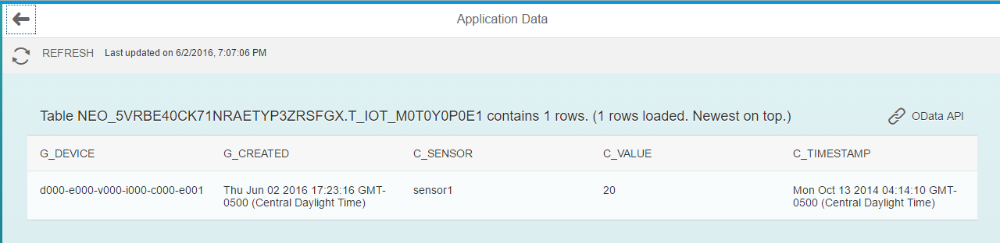 Application Data
REFRESH Last updated on 6/2/2016, 7:07:06 PM
Table NEO_5VRBE40CK71NRAETYP3ZRSFGX.T_IOT_M0T0Y0P0E1 contains 1 rows. (1 rows loaded. Newest on top.) OData API
G_DEVICE G_CREATED C_SENSOR C_VALUE C_TIMESTAMP
d000-e000-v000-i000-c000-e001 Thu Jun 02 2016 17:23:16 GMT- sensor1 20 Mon Oct 13 2014 04:14:10 GMT-
0500 (Central Daylight Time) 0500 (Central Daylight Time)